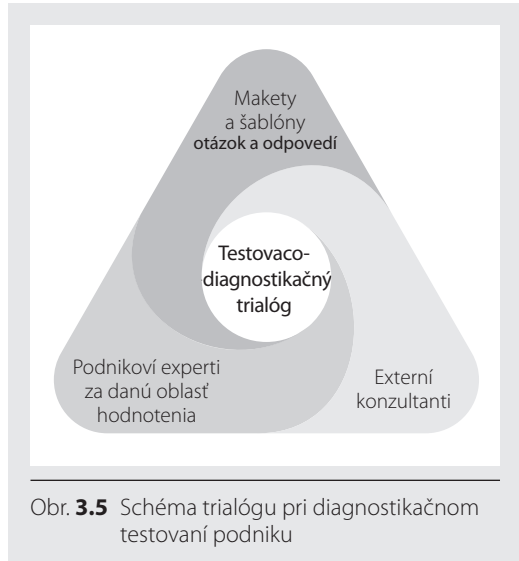 Makety
a šablóny
otázok a odpovedí
Testovaco-
-diagnostikačný
trialóg
Podnikoví experti
za danú oblasť
hodnotenia
Externí
konzultanti
Obr. 3.5 Schéma trialógu pri diagnostikačnom
testovaní podniku